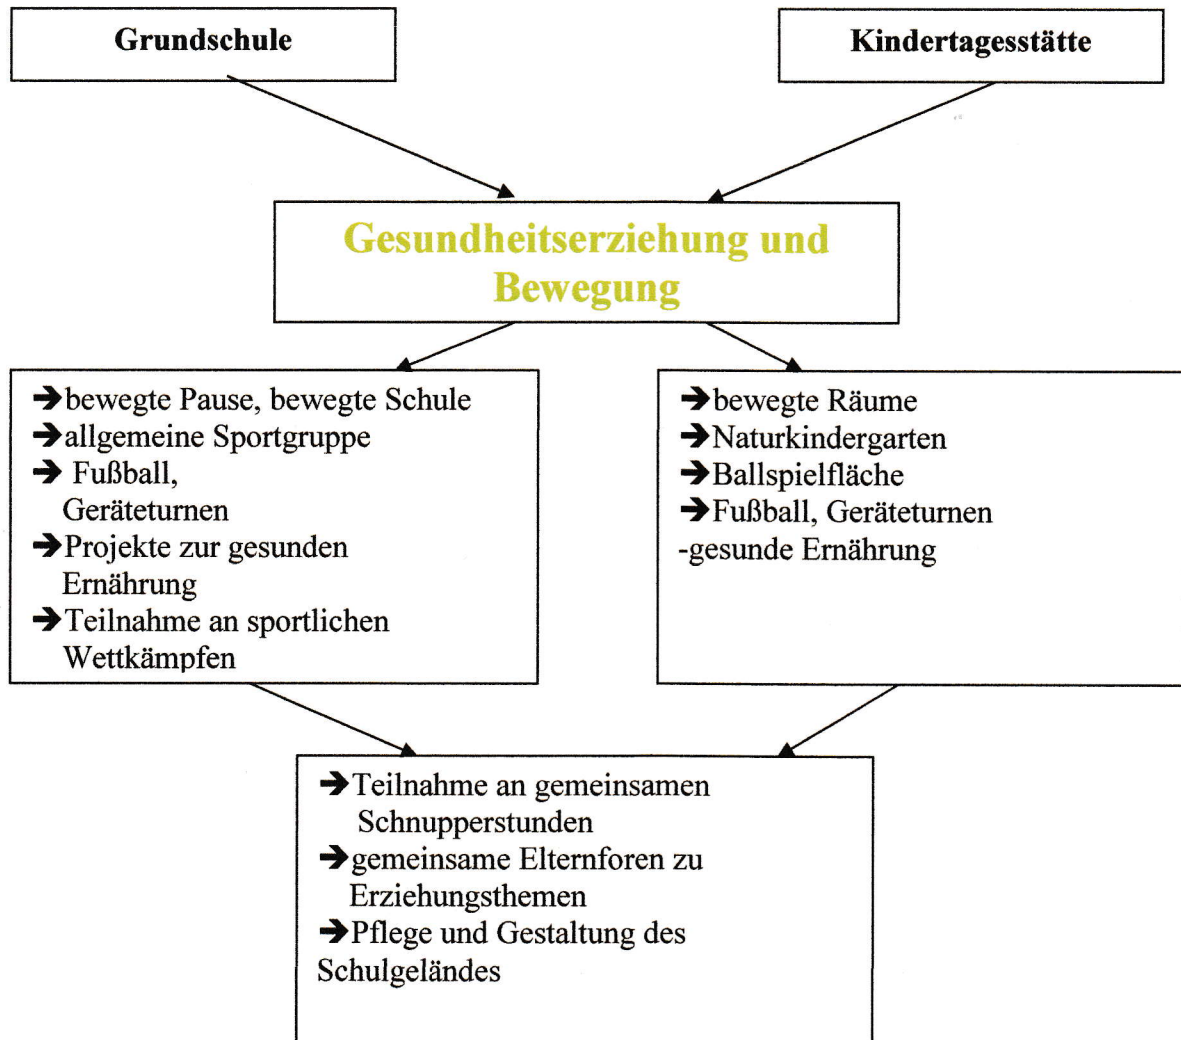 Grundschule
Kindertagesstätte
Gesundheitserziehung und
Bewegung
➔bewegte Pause, bewegte Schule
➔allgemeine Sportgruppe
➔ Fußball,
Geräteturnen
➔Projekte zur gesunden
Ernährung
➔Teilnahme an sportlichen
Wettkämpfen
➔bewegte Räume
➔Naturkindergarten
➔Ballspielfläche
➔Fußball, Geräteturnen
-gesunde Ernährung
➔Teilnahme an gemeinsamen
Schnupperstunden
➔gemeinsame Elternforen zu
Erziehungsthemen
➔Pflege und Gestaltung des
Schulgeländes